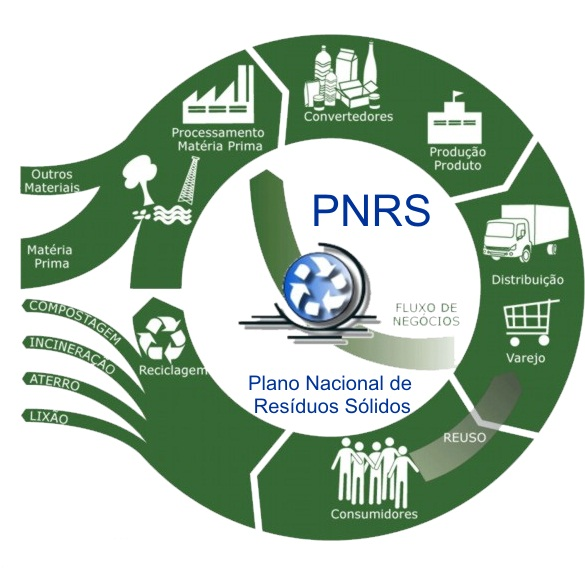 Convertedores
Processamento
Matéria Prima
Produção
Produto
Outros
Materiais
PNRS
Matéria
Prima
Distribuição
FLUXO DE
NEGÓCIOS
COMPOSTAGEM
INCINERAÇÃO
ATERRO
LIXÃO
Reciclagem
Varejo
Plano Nacional de
Resíduos Sólidos
REUSO
Consumidores